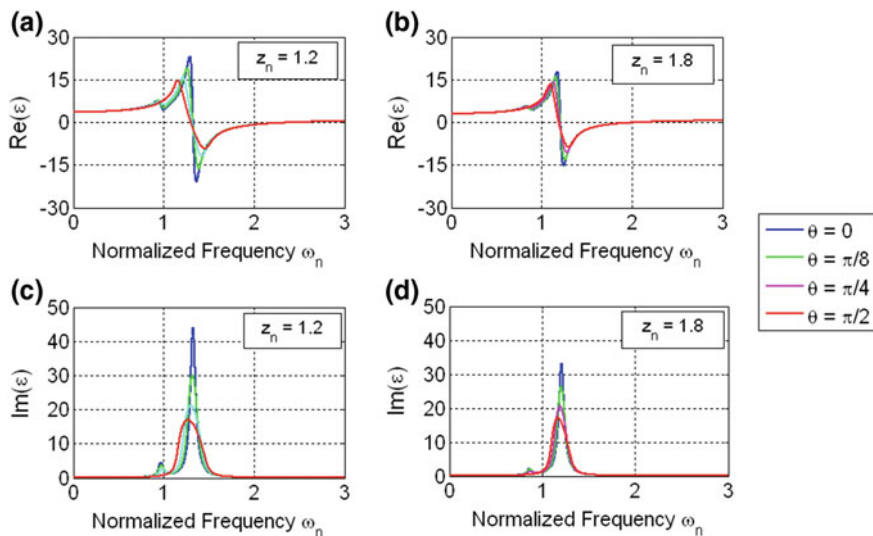 (a)
30
15
0
-15
-30
Re(ε)
z_n = 1.2
0
1
2
3
Normalized Frequency ω_n
(b)
30
15
0
-15
-30
Re(ε)
z_n = 1.8
0
1
2
3
Normalized Frequency ω_n
θ = 0
θ = π/8
θ = π/4
θ = π/2
(c)
50
40
30
20
10
0
Im(ε)
z_n = 1.2
0
1
2
3
Normalized Frequency ω_n
(d)
50
40
30
20
10
0
Im(ε)
z_n = 1.8
0
1
2
3
Normalized Frequency ω_n